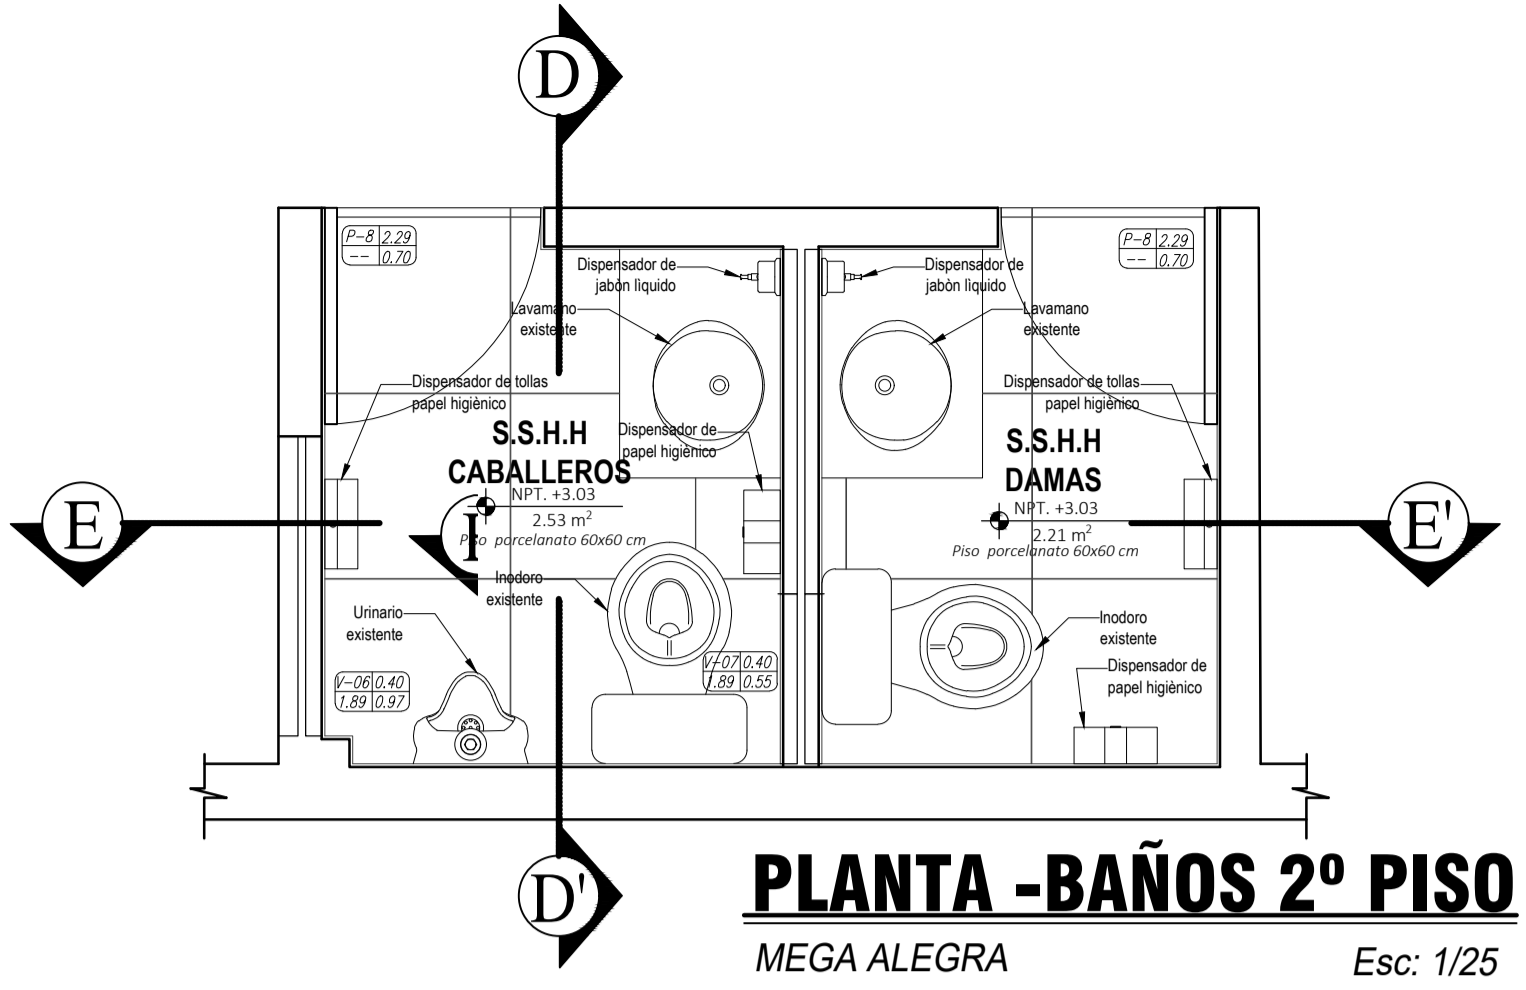 D
P-8 2.29
-- 0.70
P-8 2.29
-- 0.70
Dispensador de
jabòn lìquido
Dispensador de
jabòn lìquido
Lavamano
existente
Lavamano
existente
Dispensador de tollas
papel higiènico
Dispensador de tollas
papel higiènico
S.S.H.H
CABALLEROS
NPT. +3.03
2.53 m²
Piso porcelanato 60x60 cm
Dispensador de
papel higiènico
S.S.H.H
DAMAS
NPT. +3.03
2.21 m²
Piso porcelanato 60x60 cm
E
E'
Inodoro
existente
Urinario
existente
Inodoro
existente
Dispensador de
papel higiènico
V-06 0.40
1.89 0.97
V-07 0.40
1.89 0.55
D'
PLANTA -BAÑOS 2º PISO
MEGA ALEGRA
Esc: 1/25